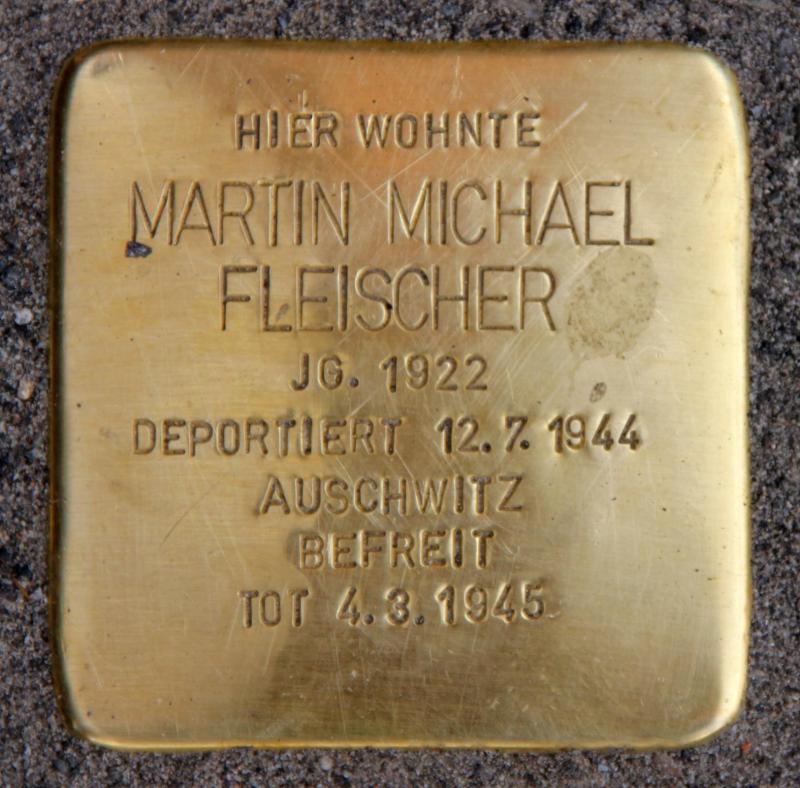 HIER WOHNTE
MARTIN MICHAEL
FLEISCHER
JG. 1922
DEPORTIERT 12.7.1944
AUSCHWITZ
BEFREIT
TOT 4.3.1945